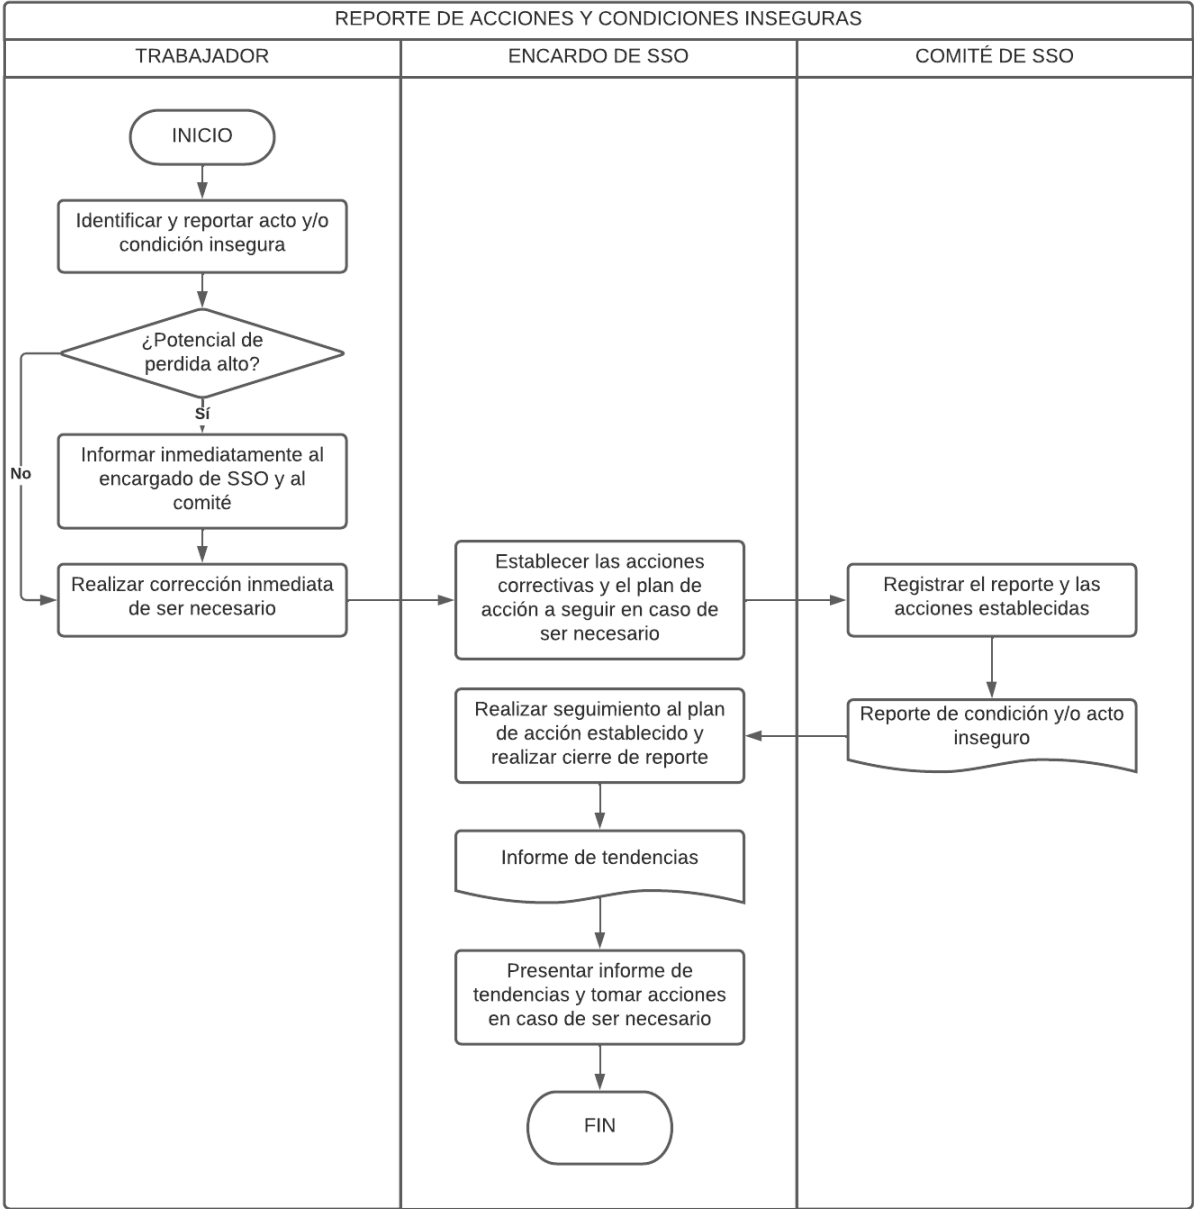 REPORTE DE ACCIONES Y CONDICIONES INSEGURAS
TRABAJADOR
ENCARDO DE SSO
COMITÉ DE SSO
INICIO
Identificar y reportar acto y/o
condición insegura
¿Potencial de
perdida alto?
Sí
No
Informar inmediatamente al
encargado de SSO y al
comité
Realizar corrección inmediata
de ser necesario
Establecer las acciones
correctivas y el plan de
acción a seguir en caso de
ser necesario
Registrar el reporte y las
acciones establecidas
Reporte de condición y/o acto
inseguro
Realizar seguimiento al plan
de acción establecido y
realizar cierre de reporte
Informe de tendencias
Presentar informe de
tendencias y tomar acciones
en caso de ser necesario
FIN